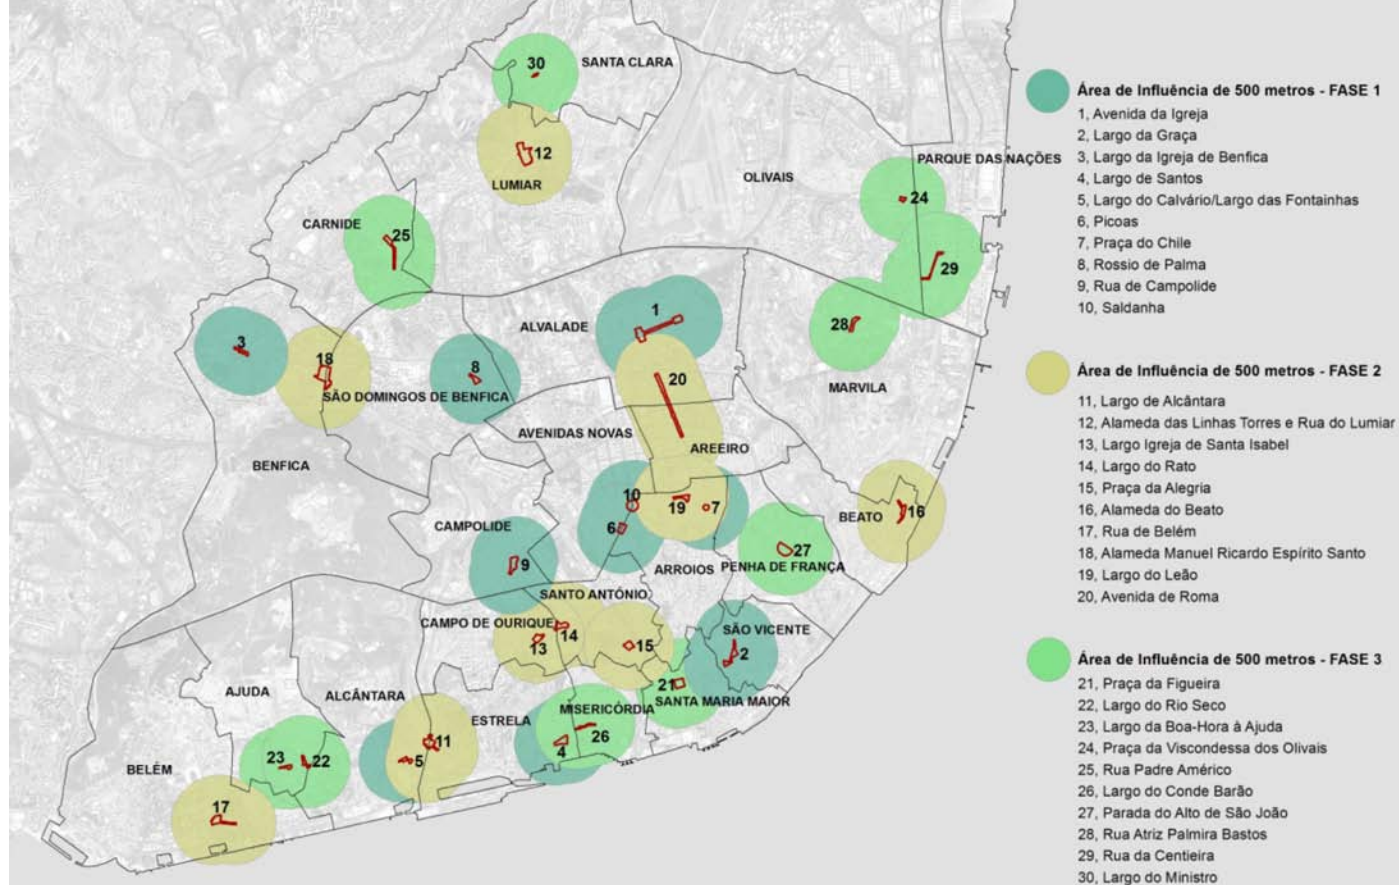 30
SANTA CLARA
12
LUMIAR
OLIVAIS
PARQUE DAS NAÇÕES
24
CARNIDE
25
29
28
ALVALADE
1
3
18
8
SÃO DOMINGOS DE BENFICA
20
MARVILA
AVENIDAS NOVAS
AREEIRO
BENFICA
10
19
7
6
BEATO
16
CAMPOLIDE
27
9
ARROIOS
PENHA DE FRANÇA
SANTO ANTÓNIO
CAMPO DE OURIQUE
14
13
15
SÃO VICENTE
2
21
AJUDA
ALCÂNTARA
ESTRELA
MISERICÓRDIA
SANTA MARIA MAIOR
26
4
11
5
23
22
BELÉM
17
Área de Influência de 500 metros - FASE 1
1, Avenida da Igreja
2, Largo da Graça
3, Largo da Igreja de Benfica
4, Largo de Santos
5, Largo do Calvário/Largo das Fontainhas
6, Picoas
7, Praça do Chile
8, Rossio de Palma
9, Rua de Campolide
10, Saldanha
Área de Influência de 500 metros - FASE 2
11, Largo de Alcântara
12, Alameda das Linhas Torres e Rua do Lumiar
13, Largo Igreja de Santa Isabel
14, Largo do Rato
15, Praça da Alegria
16, Alameda do Beato
17, Rua de Belém
18, Alameda Manuel Ricardo Espírito Santo
19, Largo do Leão
20, Avenida de Roma
Área de Influência de 500 metros - FASE 3
21, Praça da Figueira
22, Largo do Rio Seco
23, Largo da Boa-Hora à Ajuda
24, Praça da Viscondessa dos Olivais
25, Rua Padre Américo
26, Largo do Conde Barão
27, Parada do Alto de São João
28, Rua Atriz Palmira Bastos
29, Rua da Centieira
30, Largo do Ministro